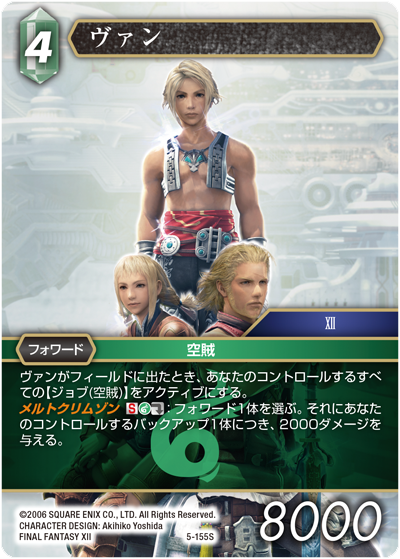 4
ヴァン
XII
フォワード
空賊
ヴァンがフィールドに出たとき、あなたのコントロールするすべ
ての【ジョブ(空賊)】をアクティブにする。
メルトクリムゾン S : フォワード1体を選ぶ。それにあなた
のコントロールするバックアップ1体につき、2000ダメージを
与える。
©2006 SQUARE ENIX CO., LTD. All Rights Reserved.
CHARACTER DESIGN: Akihiko Yoshida
FINAL FANTASY XII
5-155S
8000